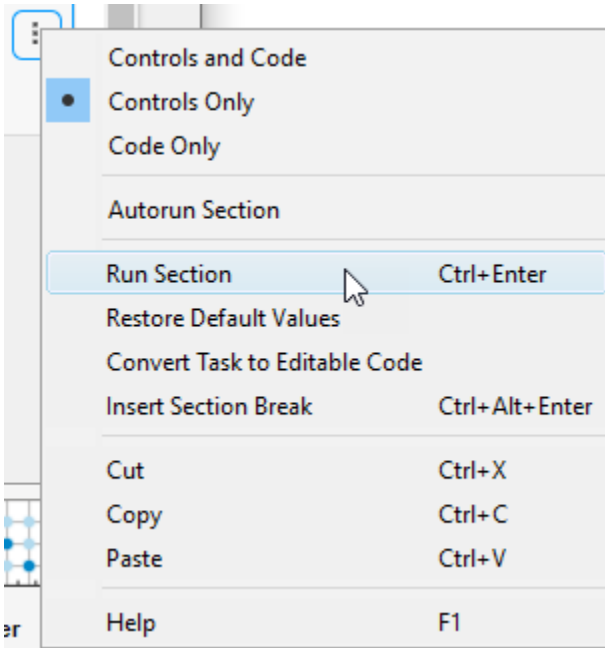 Controls and Code
Controls Only
Code Only
Autorun Section
Run Section Ctrl+Enter
Restore Default Values
Convert Task to Editable Code
Insert Section Break Ctrl+Alt+Enter
Cut Ctrl+X
Copy Ctrl+C
Paste Ctrl+V
er
Help F1